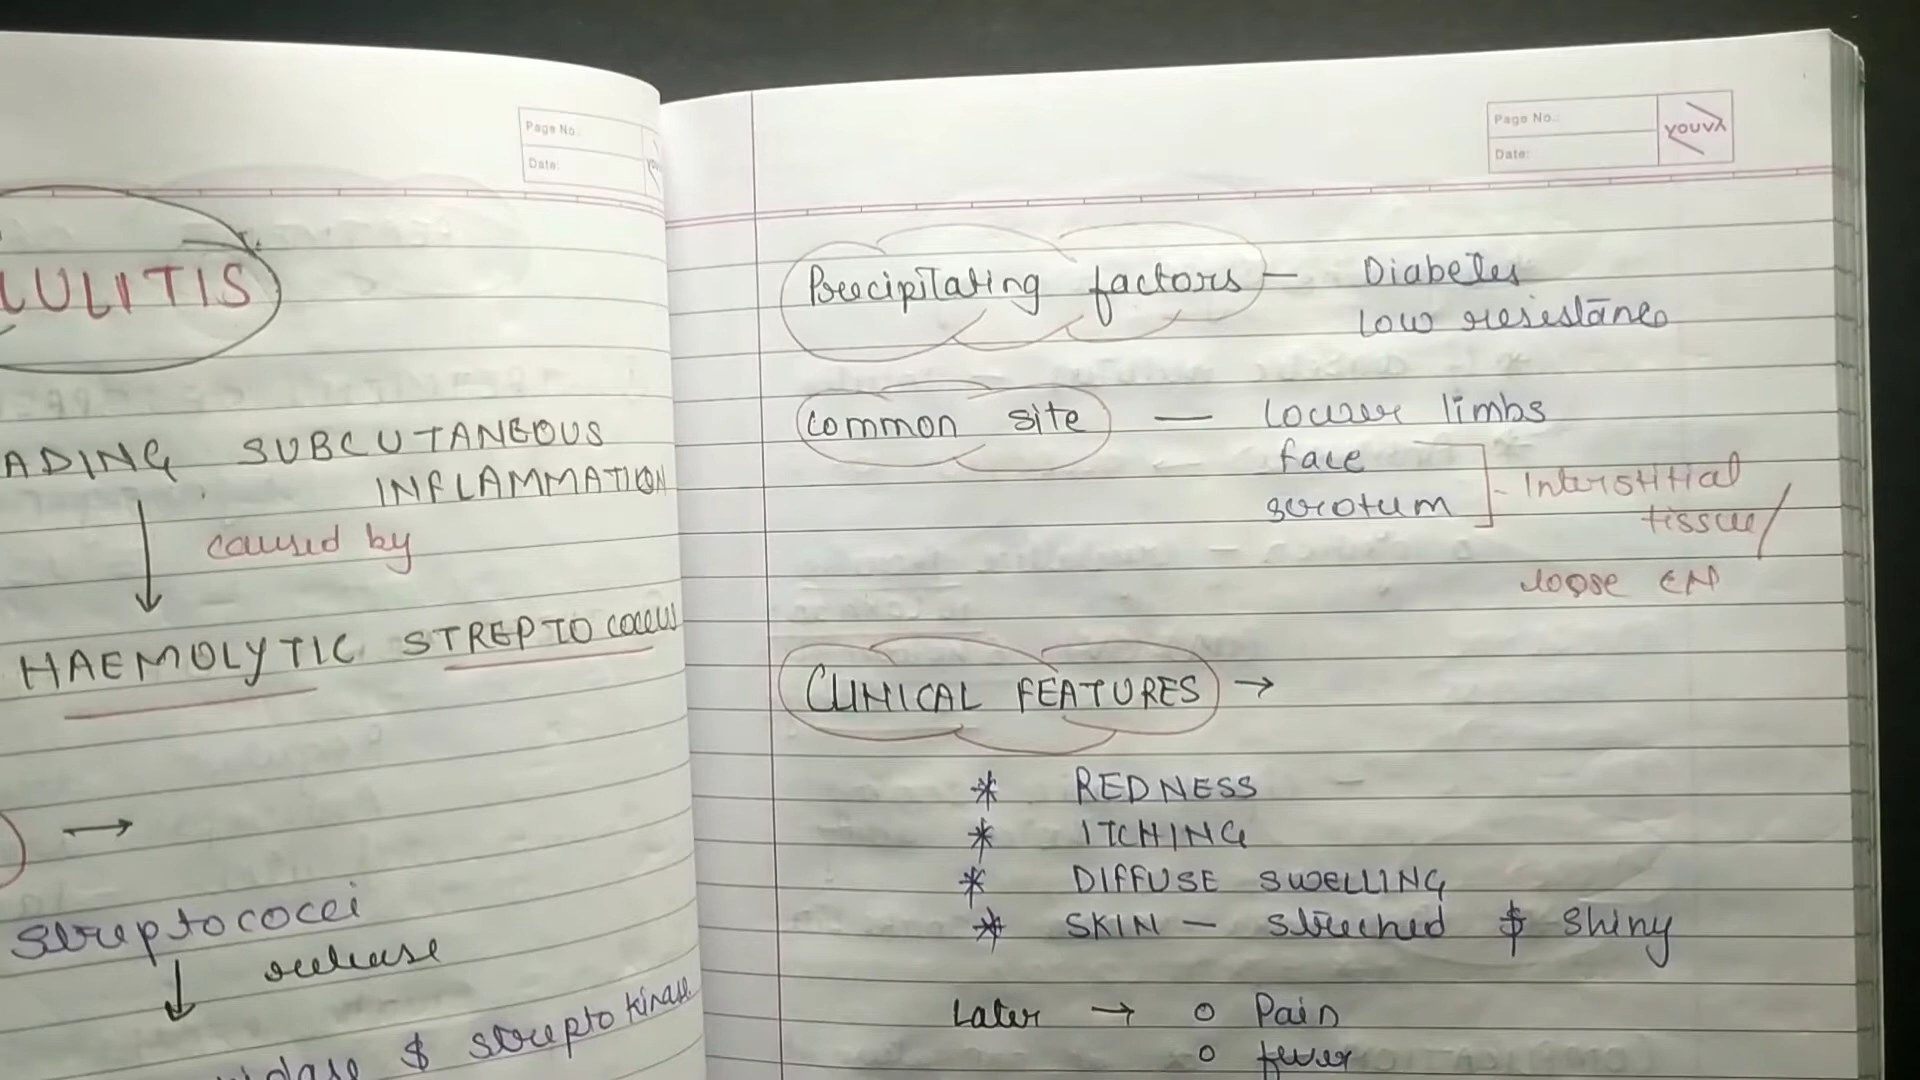 Page No.:
Date:
LULITIS
ADING SUBCUTANEOUS
INFLAMMATION
caused by
HAEMOLYTIC STREPTOCOCCUS
→
streptococci
release
& streptokinase
Page No.:
Date:
youva
Precipitating factors — Diabetes
low resistance
common site — lower limbs
face
scrotum
Interstitial
tissue/
loose
CLINICAL FEATURES →
* REDNESS
* ITCHING
* DIFFUSE SWELLING
* SKIN — stretched & shiny
Later → o Pain
o fever